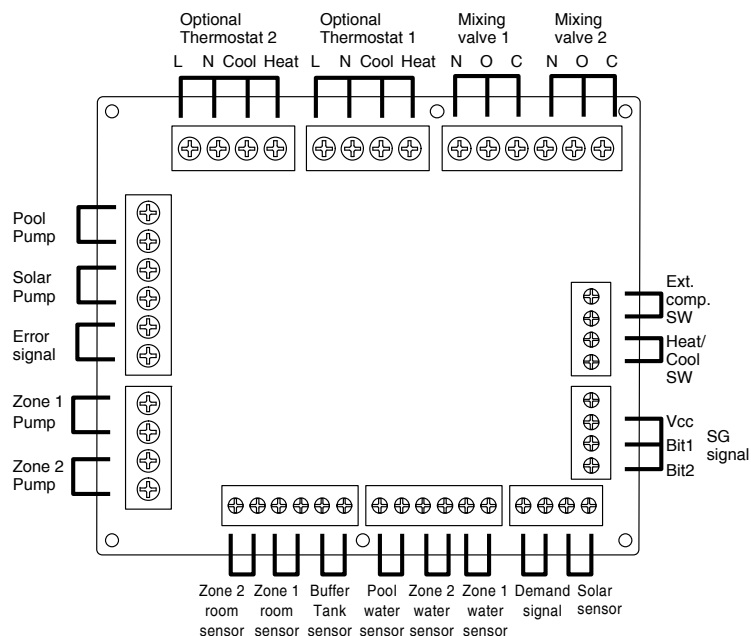 Optional
Thermostat 2
Optional
Thermostat 1
Mixing
valve 1
Mixing
valve 2
L N Cool Heat
L N Cool Heat
N O C
N O C
Pool
Pump
Solar
Pump
Error
signal
Zone 1
Pump
Zone 2
Pump
Ext.
comp.
SW
Heat/
Cool
SW
Vcc
Bit1
Bit2
SG
signal
Zone 2
room
sensor
Zone 1
room
sensor
Buffer
Tank
sensor
Pool
water
sensor
Zone 2
water
sensor
Zone 1
water
sensor
Demand
signal
Solar
sensor